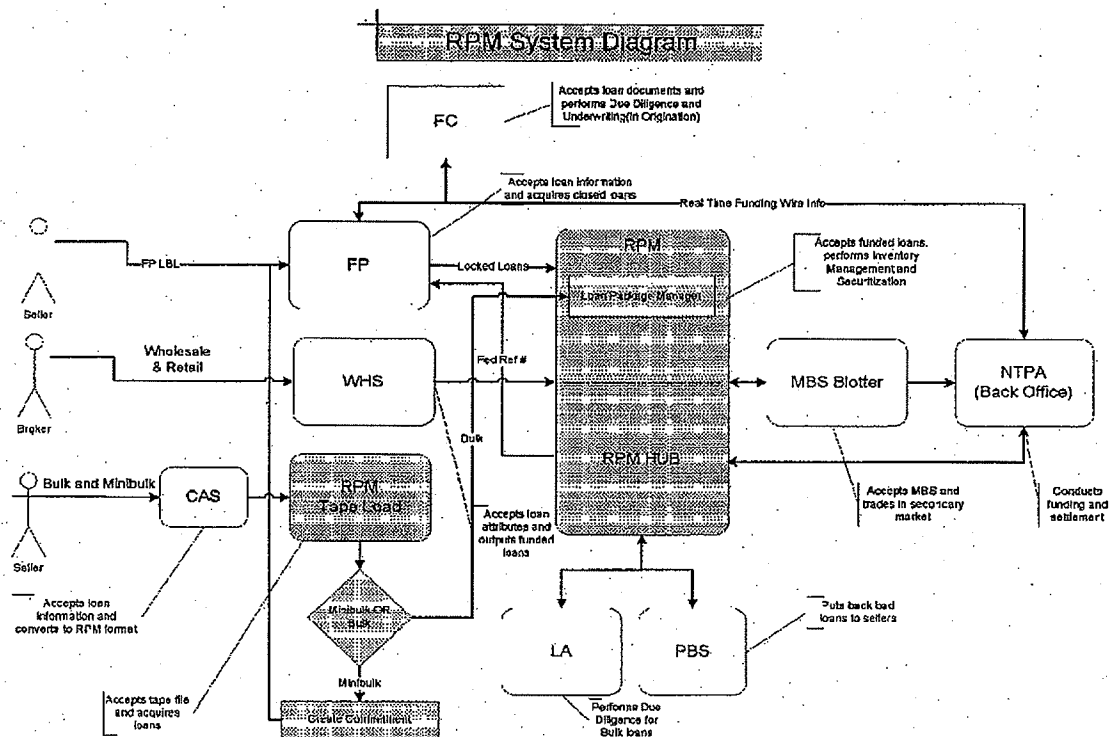 RPM System Diagram
FC
Accepts loan documents and
performs Due Diligence and
Underwriting(in Origination)
Accepts loan information
and acquires closed loans
Real Time Funding Wire Info
Seller
FP LBL
FP
Locked Loans
RPM
Loan Package Manager
Accepts funded loans,
performs Inventory
Management and
Securitization
Broker
Wholesale
& Retail
WHS
Fed Ref #
MBS Blotter
NTPA
(Back Office)
Bulk
RPM HUB
Seller
Bulk and Minibulk
CAS
RPM
Tape Load
Accepts loan
attributes and
outputs funded
loans
Accepts MBS and
trades in secondary
market
Conducts
funding and
settlement
Accepts loan
information and
converts to RPM format
Minibulk OR
Bulk
LA
PBS
Puts back bad
loans to sellers
Minibulk
Accepts tape file
and acquires
loans
Create Commitment
Performs Due
Diligence for
Bulk loans